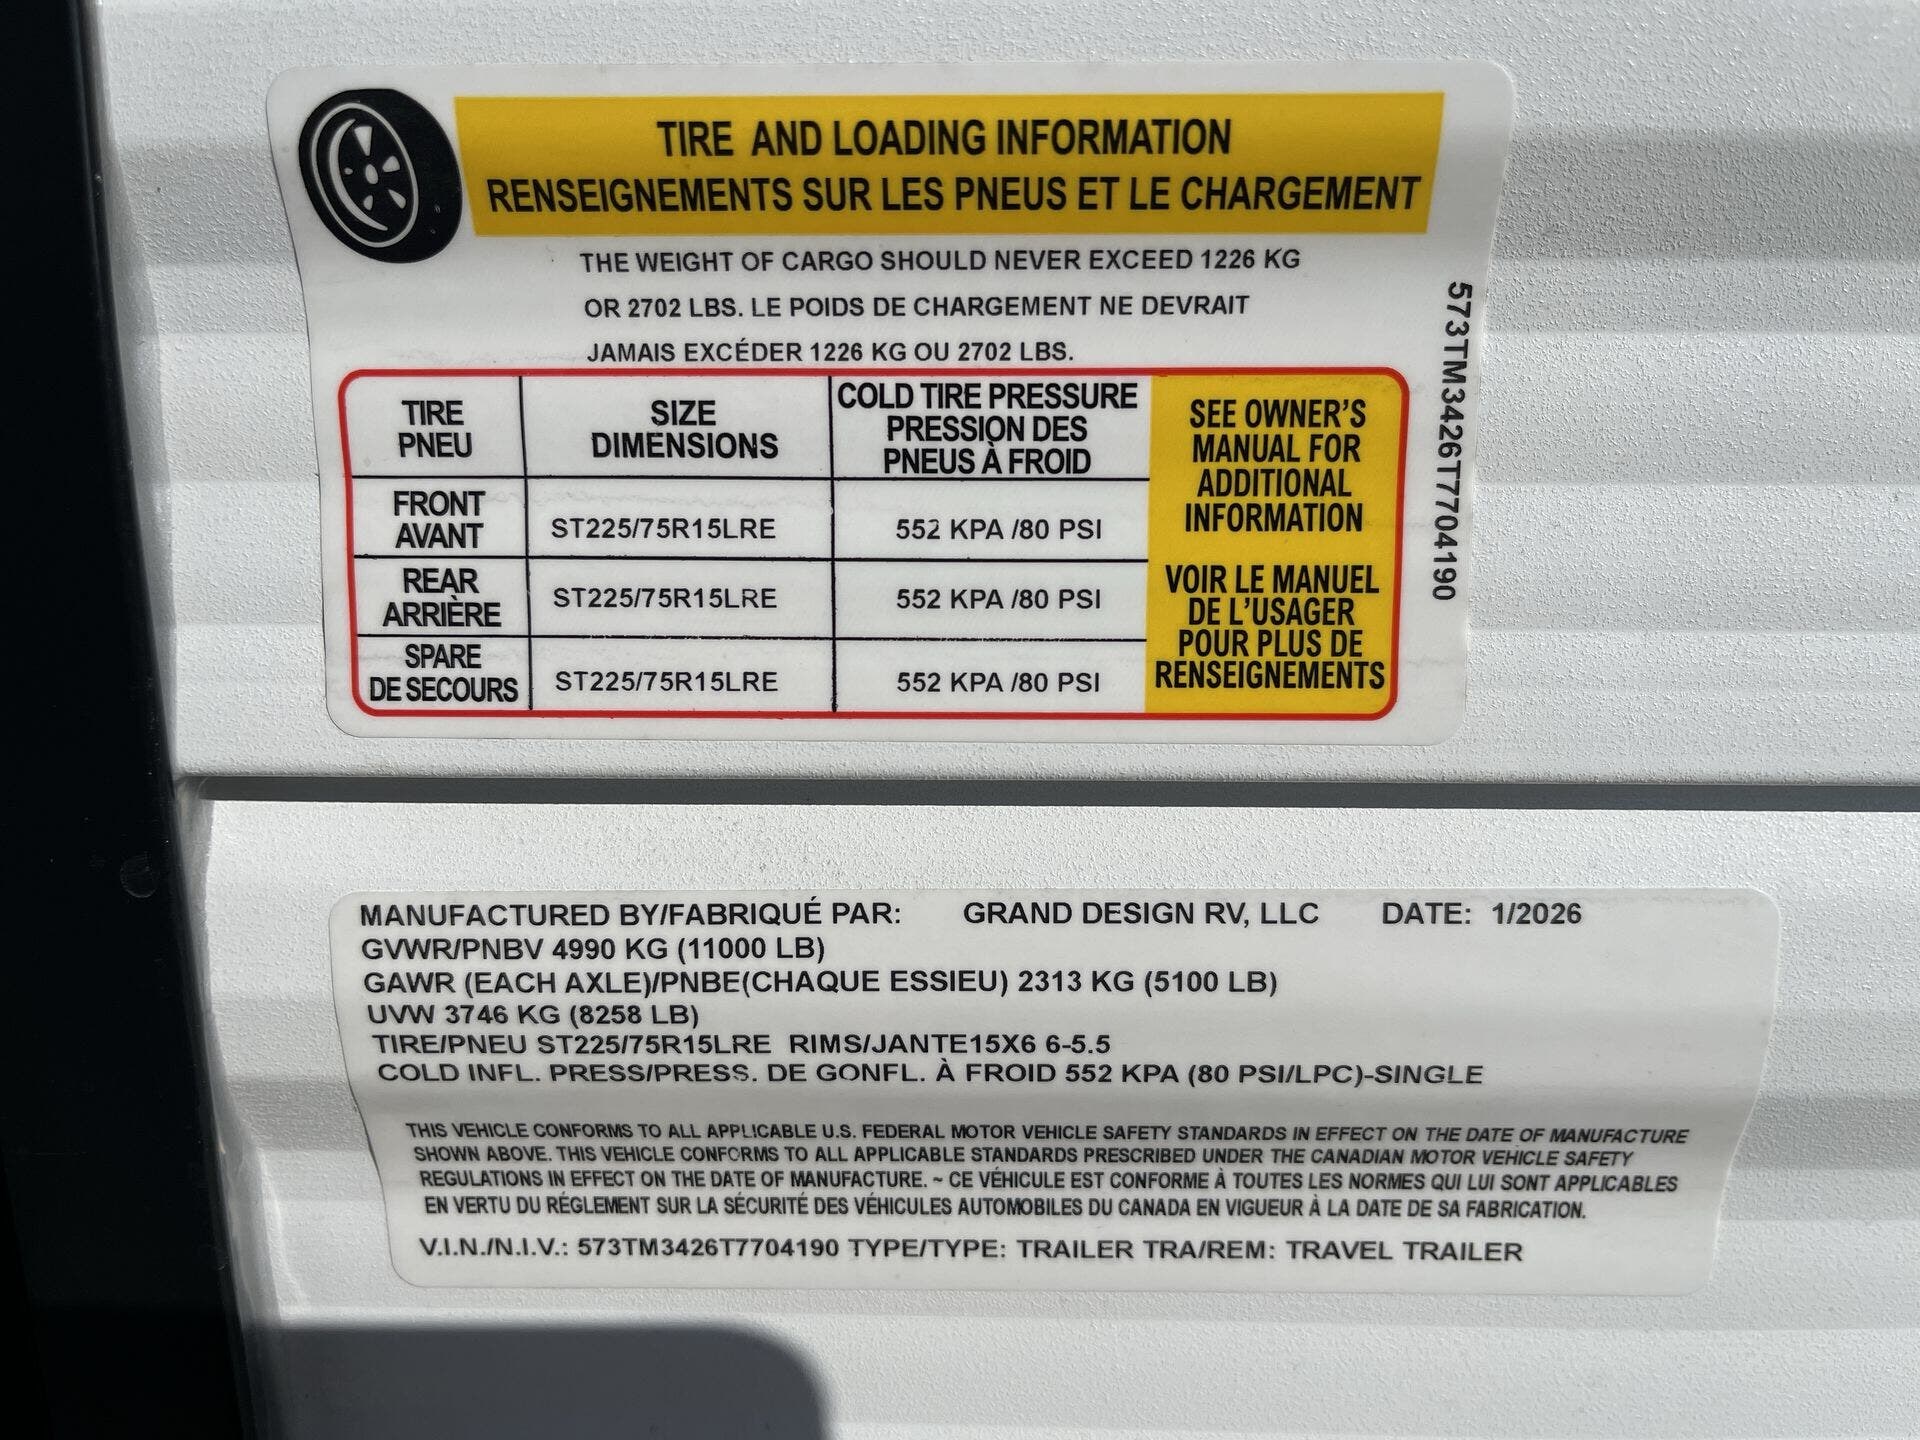 TIRE AND LOADING INFORMATION
RENSEIGNEMENTS SUR LES PNEUS ET LE CHARGEMENT
THE WEIGHT OF CARGO SHOULD NEVER EXCEED 1226 KG
OR 2702 LBS. LE POIDS DE CHARGEMENT NE DEVRAIT
JAMAIS EXCÉDER 1226 KG OU 2702 LBS.
TIRE
PNEU
SIZE
DIMENSIONS
COLD TIRE PRESSURE
PRESSION DES
PNEUS À FROID
FRONT
AVANT
ST225/75R15LRE
552 KPA /80 PSI
REAR
ARRIÈRE
ST225/75R15LRE
552 KPA /80 PSI
SPARE
DE SECOURS
ST225/75R15LRE
552 KPA /80 PSI
SEE OWNER'S
MANUAL FOR
ADDITIONAL
INFORMATION
VOIR LE MANUEL
DE L'USAGER
POUR PLUS DE
RENSEIGNEMENTS
573TM3426T7704190
MANUFACTURED BY/FABRIQUÉ PAR: GRAND DESIGN RV, LLC DATE: 1/2026
GVWR/PNBV 4990 KG (11000 LB)
GAWR (EACH AXLE)/PNBE(CHAQUE ESSIEU) 2313 KG (5100 LB)
UVW 3746 KG (8258 LB)
TIRE/PNEU ST225/75R15LRE RIMS/JANTE15X6 6-5.5
COLD INFL. PRESS/PRESS. DE GONFL. À FROID 552 KPA (80 PSI/LPC)-SINGLE
THIS VEHICLE CONFORMS TO ALL APPLICABLE U.S. FEDERAL MOTOR VEHICLE SAFETY STANDARDS IN EFFECT ON THE DATE OF MANUFACTURE
SHOWN ABOVE. THIS VEHICLE CONFORMS TO ALL APPLICABLE STANDARDS PRESCRIBED UNDER THE CANADIAN MOTOR VEHICLE SAFETY
REGULATIONS IN EFFECT ON THE DATE OF MANUFACTURE. ~ CE VÉHICULE EST CONFORME À TOUTES LES NORMES QUI LUI SONT APPLICABLES
EN VERTU DU RÉGLEMENT SUR LA SÉCURITÉ DES VÉHICULES AUTOMOBILES DU CANADA EN VIGUEUR À LA DATE DE SA FABRICATION.
V.I.N./N.I.V.: 573TM3426T7704190 TYPE/TYPE: TRAILER TRA/REM: TRAVEL TRAILER